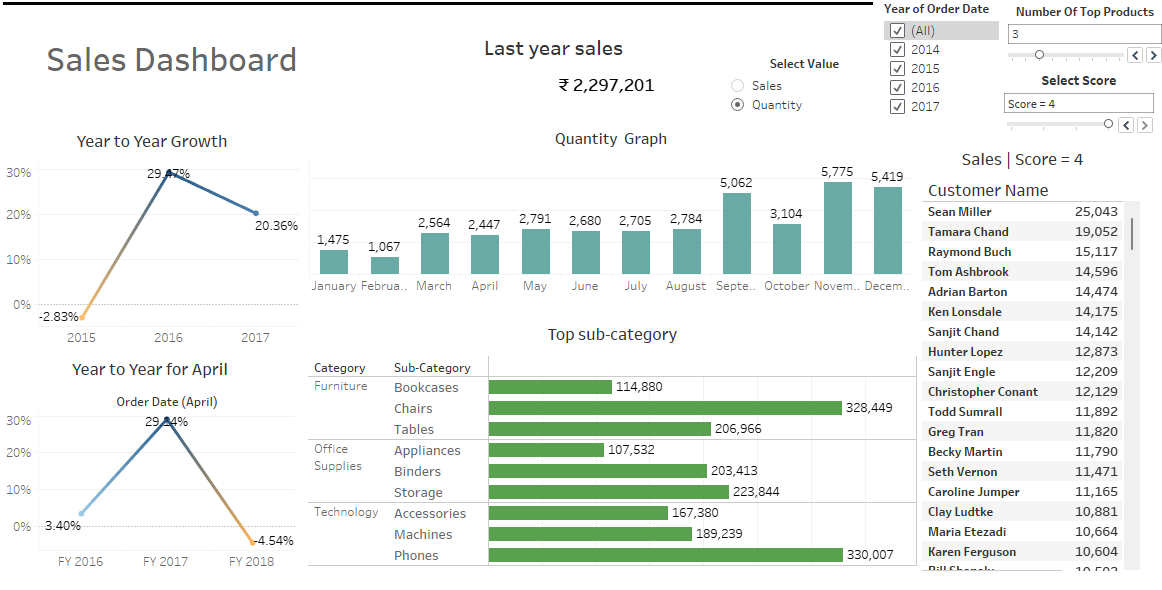 Sales Dashboard
Last year sales
₹ 2,297,201
Select Value
Sales
Quantity
Year of Order Date
(All)
2014
2015
2016
2017
Number Of Top Products
3
Select Score
Score = 4
Year to Year Growth
30%
20%
10%
0%
-2.83%
29.47%
20.36%
2015 2016 2017
Year to Year for April
Order Date (April)
30%
20%
10%
0%
3.40%
-4.54%
FY 2016 FY 2017 FY 2018
Quantity Graph
1,475 1,067 2,564 2,447 2,791 2,680 2,705 2,784 5,062 3,104 5,775 5,419
January Februa.. March April May June July August Septe.. October Novem.. Decem..
Top sub-category
Category Sub-Category
Furniture Bookcases 114,880
Chairs 328,449
Tables 206,966
Office Supplies Appliances 107,532
Binders 203,413
Storage 223,844
Technology Accessories 167,380
Machines 189,239
Phones 330,007
Sales | Score = 4
Customer Name
Sean Miller 25,043
Tamara Chand 19,052
Raymond Buch 15,117
Tom Ashbrook 14,596
Adrian Barton 14,474
Ken Lonsdale 14,175
Sanjit Chand 14,142
Hunter Lopez 12,873
Sanjit Engle 12,209
Christopher Conant 12,129
Todd Sumrall 11,892
Greg Tran 11,820
Becky Martin 11,790
Seth Vernon 11,471
Caroline Jumper 11,165
Clay Ludtke 10,881
Maria Etezadi 10,664
Karen Ferguson 10,604